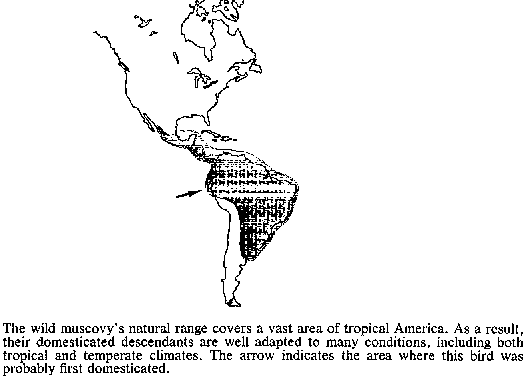 The wild muscovy's natural range covers a vast area of tropical America. As a result,
their domesticated descendants are well adapted to many conditions, including both
tropical and temperate climates. The arrow indicates the area where this bird was
probably first domesticated.